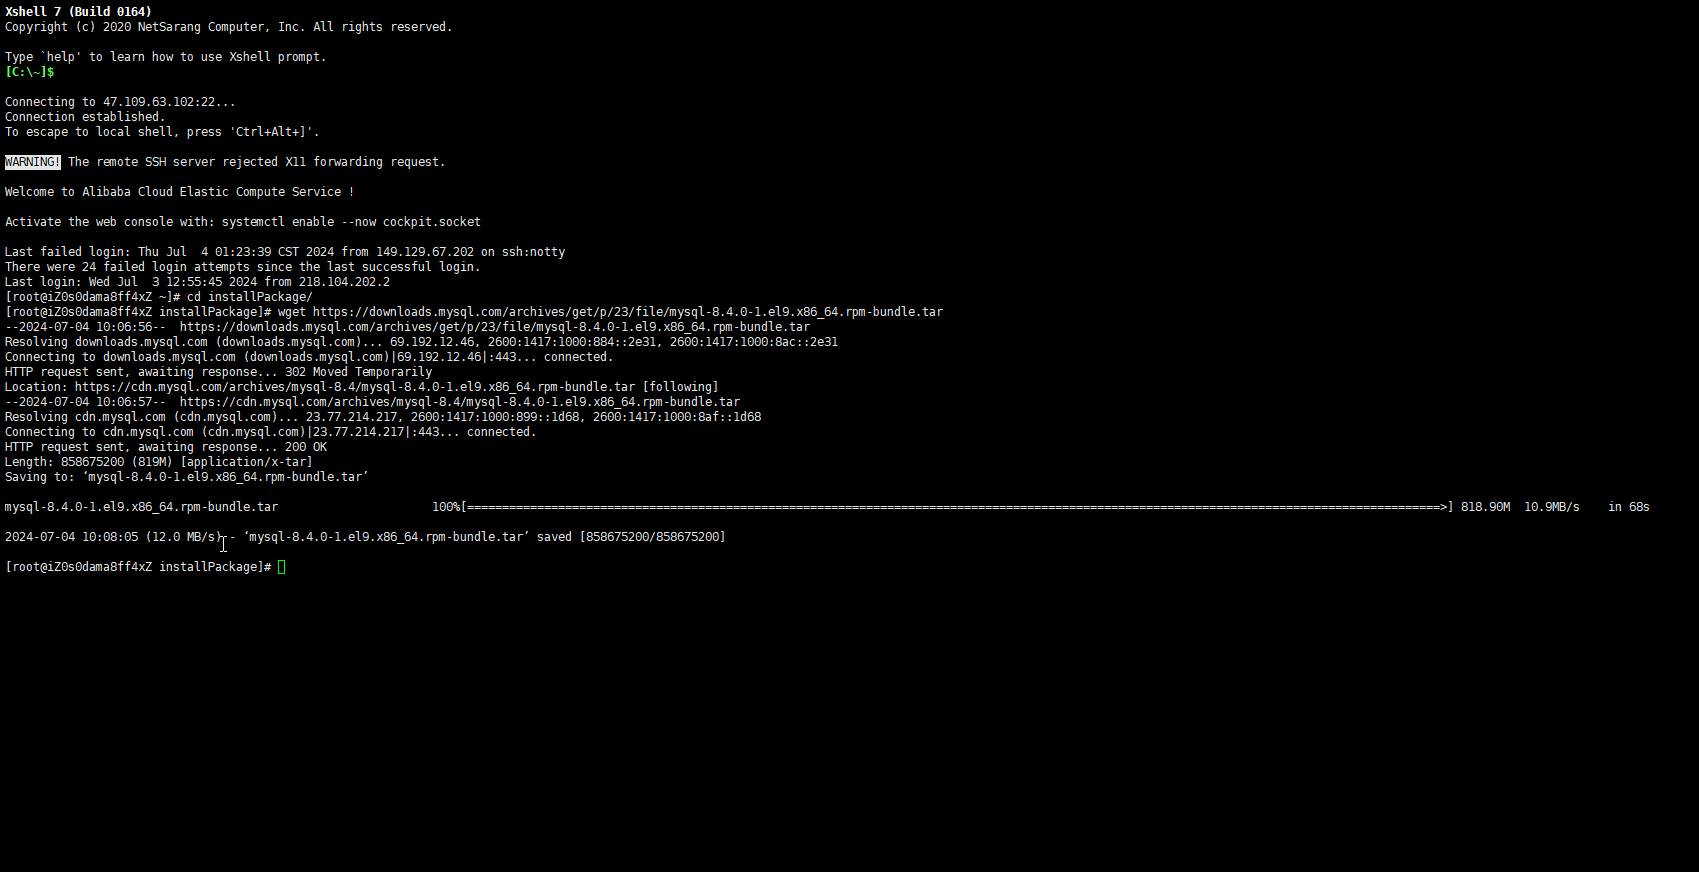 Xshell 7 (Build 0164)
Copyright (c) 2020 NetSarang Computer, Inc. All rights reserved.
Type `help' to learn how to use Xshell prompt.
[C:\~]$
Connecting to 47.109.63.102:22...
Connection established.
To escape to local shell, press 'Ctrl+Alt+]'.
WARNING! The remote SSH server rejected X11 forwarding request.
Welcome to Alibaba Cloud Elastic Compute Service !
Activate the web console with: systemctl enable --now cockpit.socket
Last failed login: Thu Jul  4 01:23:39 CST 2024 from 149.129.67.202 on ssh:notty
There were 24 failed login attempts since the last successful login.
Last login: Wed Jul  3 12:55:45 2024 from 218.104.202.2
[root@iZ0s0dama8ff4xZ ~]# cd installPackage/
[root@iZ0s0dama8ff4xZ installPackage]# wget https://downloads.mysql.com/archives/get/p/23/file/mysql-8.4.0-1.el9.x86_64.rpm-bundle.tar
--2024-07-04 10:06:56--  https://downloads.mysql.com/archives/get/p/23/file/mysql-8.4.0-1.el9.x86_64.rpm-bundle.tar
Resolving downloads.mysql.com (downloads.mysql.com)... 69.192.12.46, 2600:1417:1000:884::2e31, 2600:1417:1000:8ac::2e31
Connecting to downloads.mysql.com (downloads.mysql.com)|69.192.12.46|:443... connected.
HTTP request sent, awaiting response... 302 Moved Temporarily
Location: https://cdn.mysql.com/archives/mysql-8.4/mysql-8.4.0-1.el9.x86_64.rpm-bundle.tar [following]
--2024-07-04 10:06:57--  https://cdn.mysql.com/archives/mysql-8.4/mysql-8.4.0-1.el9.x86_64.rpm-bundle.tar
Resolving cdn.mysql.com (cdn.mysql.com)... 23.77.214.217, 2600:1417:1000:899::1d68, 2600:1417:1000:8af::1d68
Connecting to cdn.mysql.com (cdn.mysql.com)|23.77.214.217|:443... connected.
HTTP request sent, awaiting response... 200 OK
Length: 858675200 (819M) [application/x-tar]
Saving to: ‘mysql-8.4.0-1.el9.x86_64.rpm-bundle.tar’
mysql-8.4.0-1.el9.x86_64.rpm-bundle.tar 100%[===========================================================================================================================================>] 818.90M  10.9MB/s    in 68s
2024-07-04 10:08:05 (12.0 MB/s) - ‘mysql-8.4.0-1.el9.x86_64.rpm-bundle.tar’ saved [858675200/858675200]
[root@iZ0s0dama8ff4xZ installPackage]#